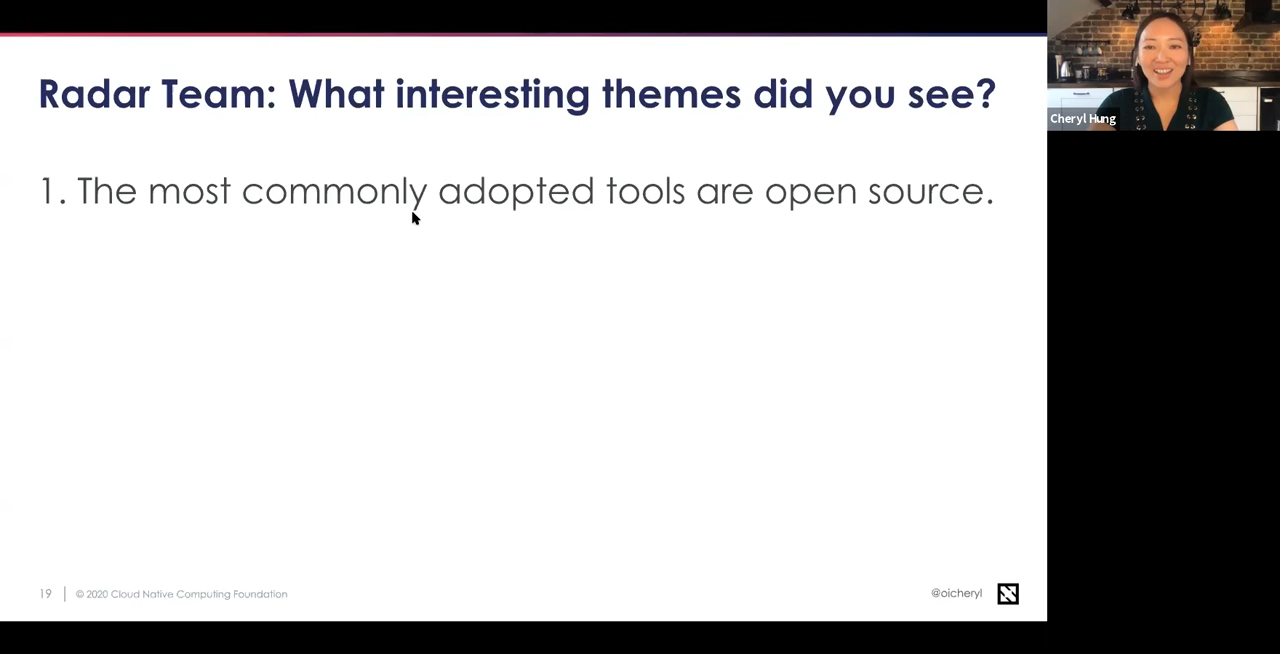 Radar Team: What interesting themes did you see?
Cheryl Hung
1. The most commonly adopted tools are open source.
19 | © 2020 Cloud Native Computing Foundation
@oicheryl